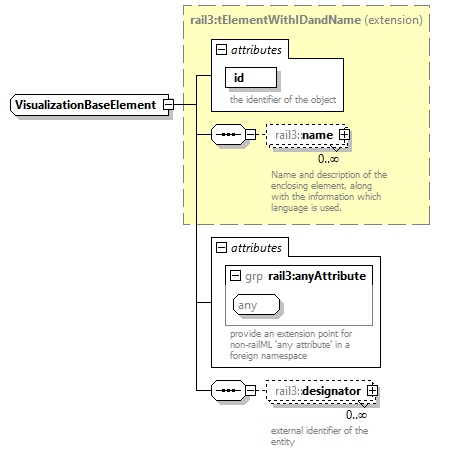 rail3:tElementWithIDandName (extension)
attributes
id
the identifier of the object
VisualizationBaseElement
rail3::name
0..∞
Name and description of the
enclosing element, along
with the information which
language is used.
attributes
grp rail3:anyAttribute
any
provide an extension point for
non-railML 'any attribute' in a
foreign namespace
rail3::designator
0..∞
external identifier of the
entity